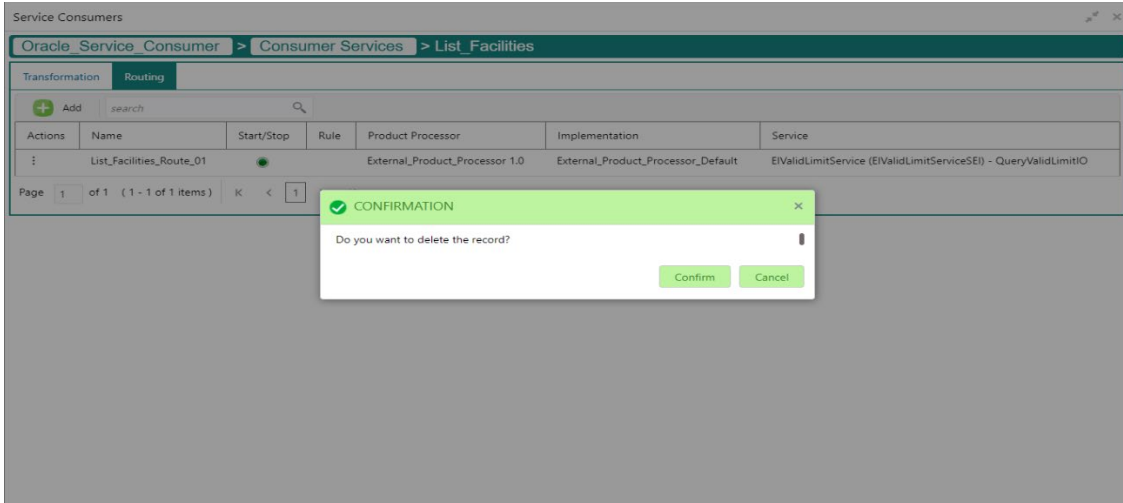 Service Consumers
Oracle_Service_Consumer > Consumer Services > List_Facilities
Transformation Routing
Add search
Actions Name Start/Stop Rule Product Processor Implementation Service
List_Facilities_Route_01 External_Product_Processor 1.0 External_Product_Processor_Default EIValidLimitService (EIValidLimitServiceSEI) - QueryValidLimitIO
Page 1 of 1 ( 1 - 1 of 1 items ) K < 1
CONFIRMATION
Do you want to delete the record?
Confirm Cancel